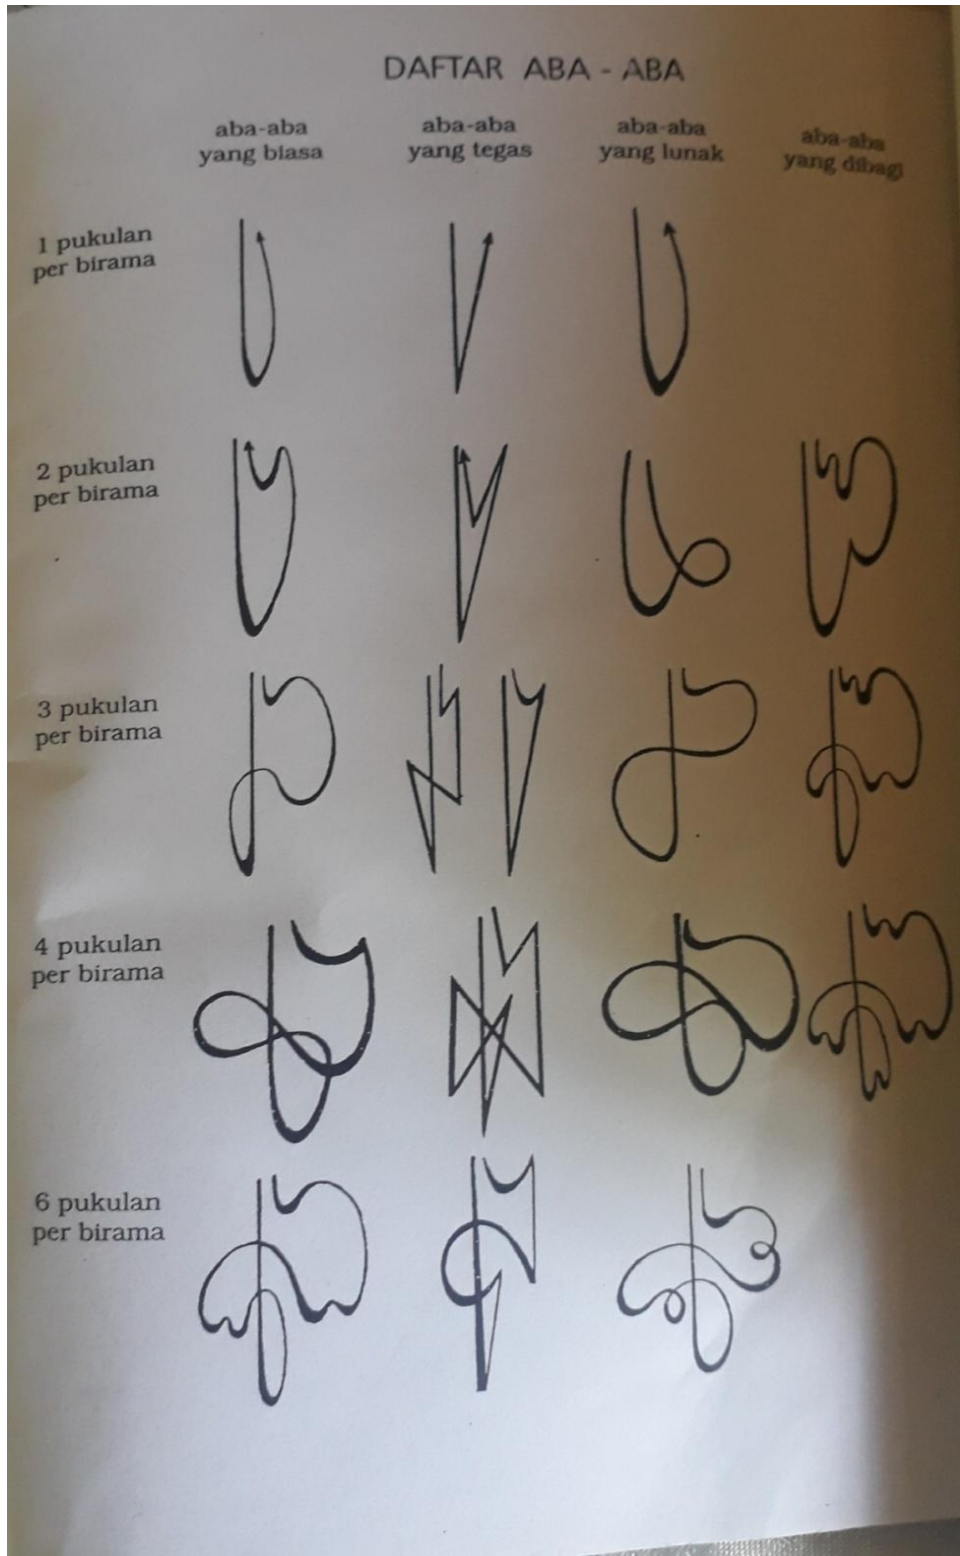 DAFTAR ABA - ABA
aba-aba
yang biasa
aba-aba
yang tegas
aba-aba
yang lunak
aba-aba
yang dibagi
1 pukulan
per birama
2 pukulan
per birama
3 pukulan
per birama
4 pukulan
per birama
6 pukulan
per birama